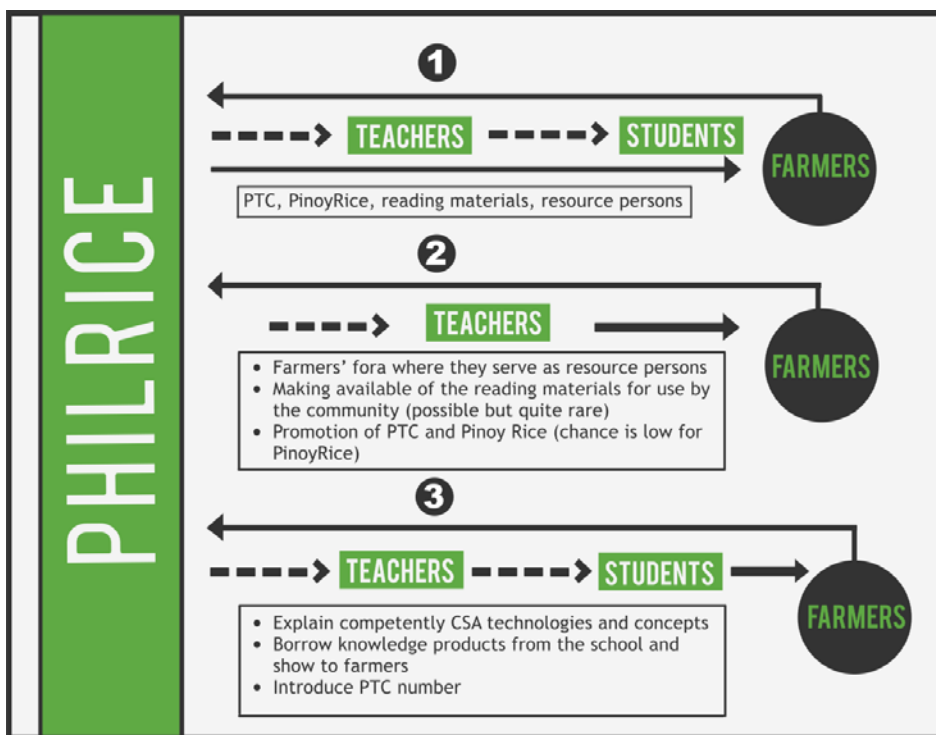 PHILRICE
1
TEACHERS
STUDENTS
FARMERS
PTC, PinoyRice, reading materials, resource persons
2
TEACHERS
FARMERS
• Farmers' fora where they serve as resource persons
• Making available of the reading materials for use by
the community (possible but quite rare)
• Promotion of PTC and Pinoy Rice (chance is low for
PinoyRice)
3
TEACHERS
STUDENTS
FARMERS
• Explain competently CSA technologies and concepts
• Borrow knowledge products from the school and
show to farmers
• Introduce PTC number